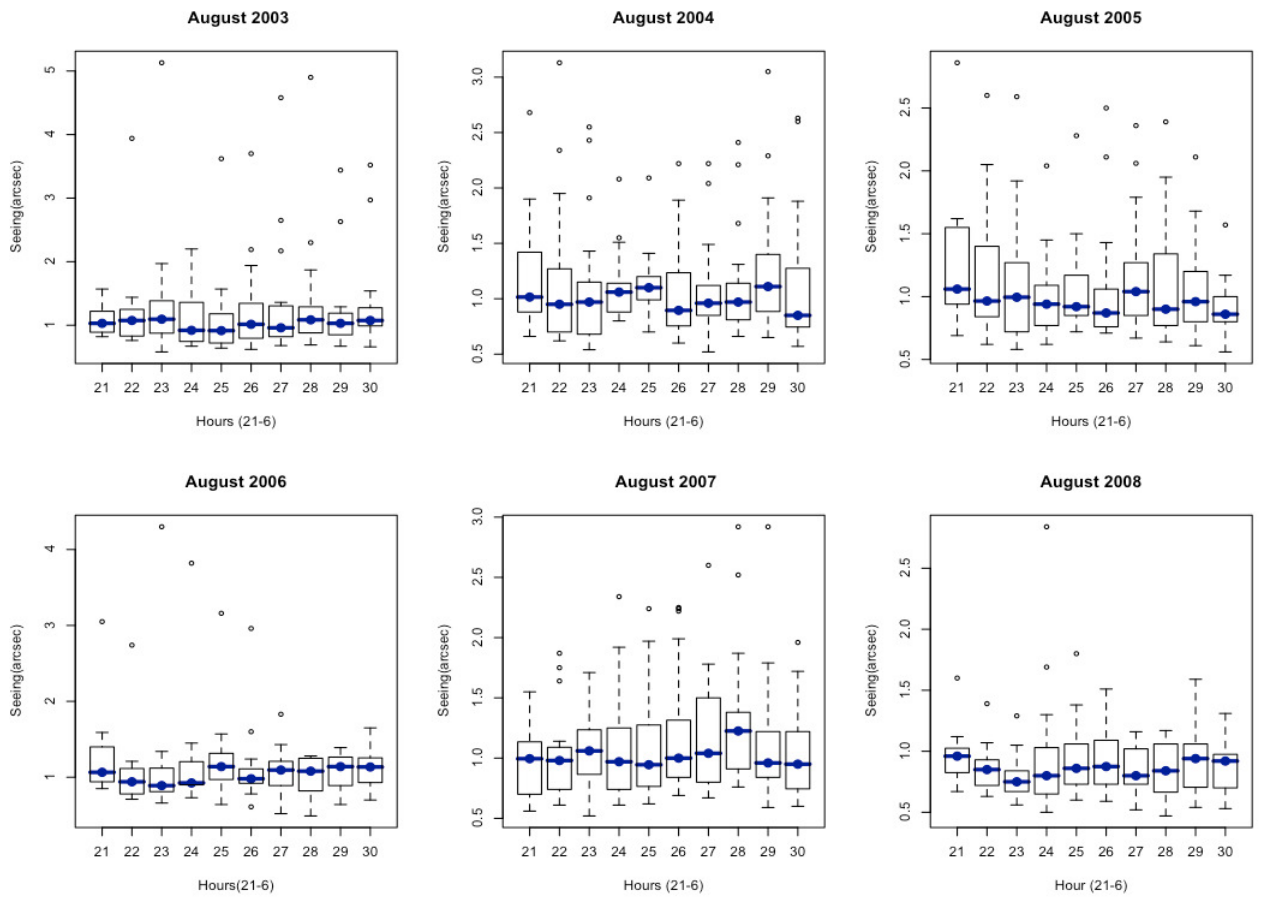 August 2003
August 2004
August 2005
Seeing(arcsec)
5
4
3
2
1
21 22 23 24 25 26 27 28 29 30
Hours (21-6)
Seeing(arcsec)
3.0
2.5
2.0
1.5
1.0
0.5
21 22 23 24 25 26 27 28 29 30
Hours (21-6)
Seeing(arcsec)
2.5
2.0
1.5
1.0
0.5
21 22 23 24 25 26 27 28 29 30
Hours (21-6)
August 2006
August 2007
August 2008
Seeing(arcsec)
4
3
2
1
21 22 23 24 25 26 27 28 29 30
Hours(21-6)
Seeing(arcsec)
3.0
2.5
2.0
1.5
1.0
0.5
21 22 23 24 25 26 27 28 29 30
Hours (21-6)
Seeing(arcsec)
2.5
2.0
1.5
1.0
0.5
21 22 23 24 25 26 27 28 29 30
Hour (21-6)